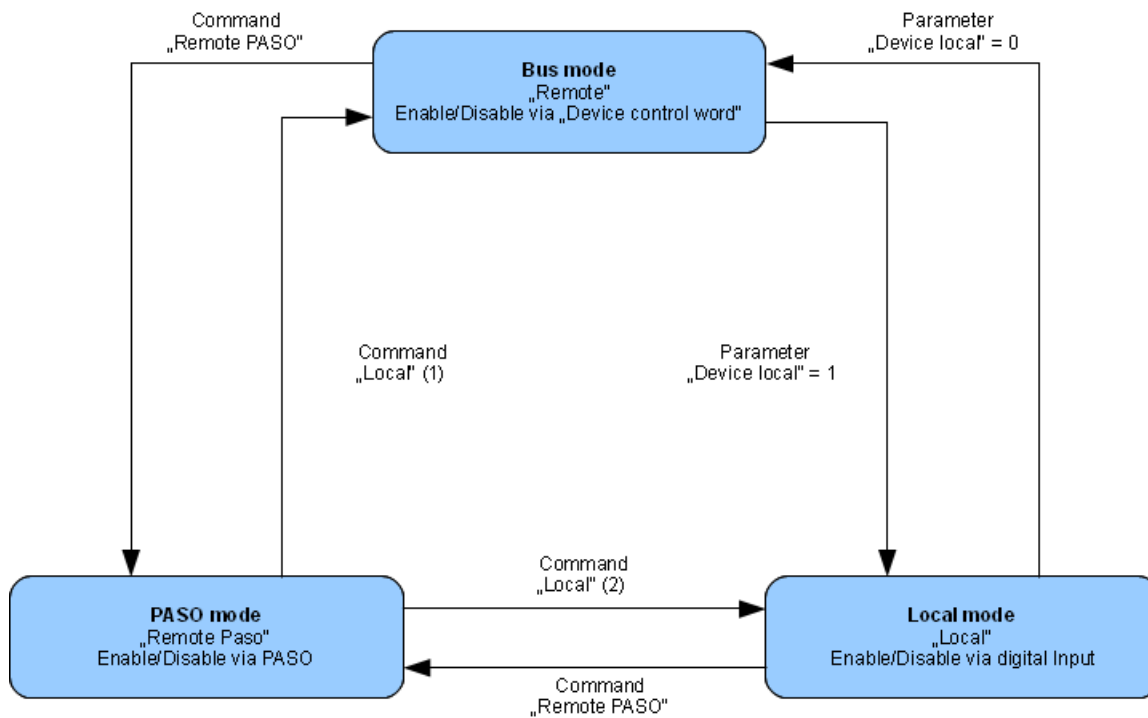 Command
„Remote PASO"
Parameter
„Device local" = 0
Bus mode
„Remote"
Enable/Disable via „Device control word"
Command
„Local" (1)
Parameter
„Device local" = 1
PASO mode
„Remote Paso"
Enable/Disable via PASO
Command
„Local" (2)
Local mode
„Local"
Enable/Disable via digital Input
Command
„Remote PASO"